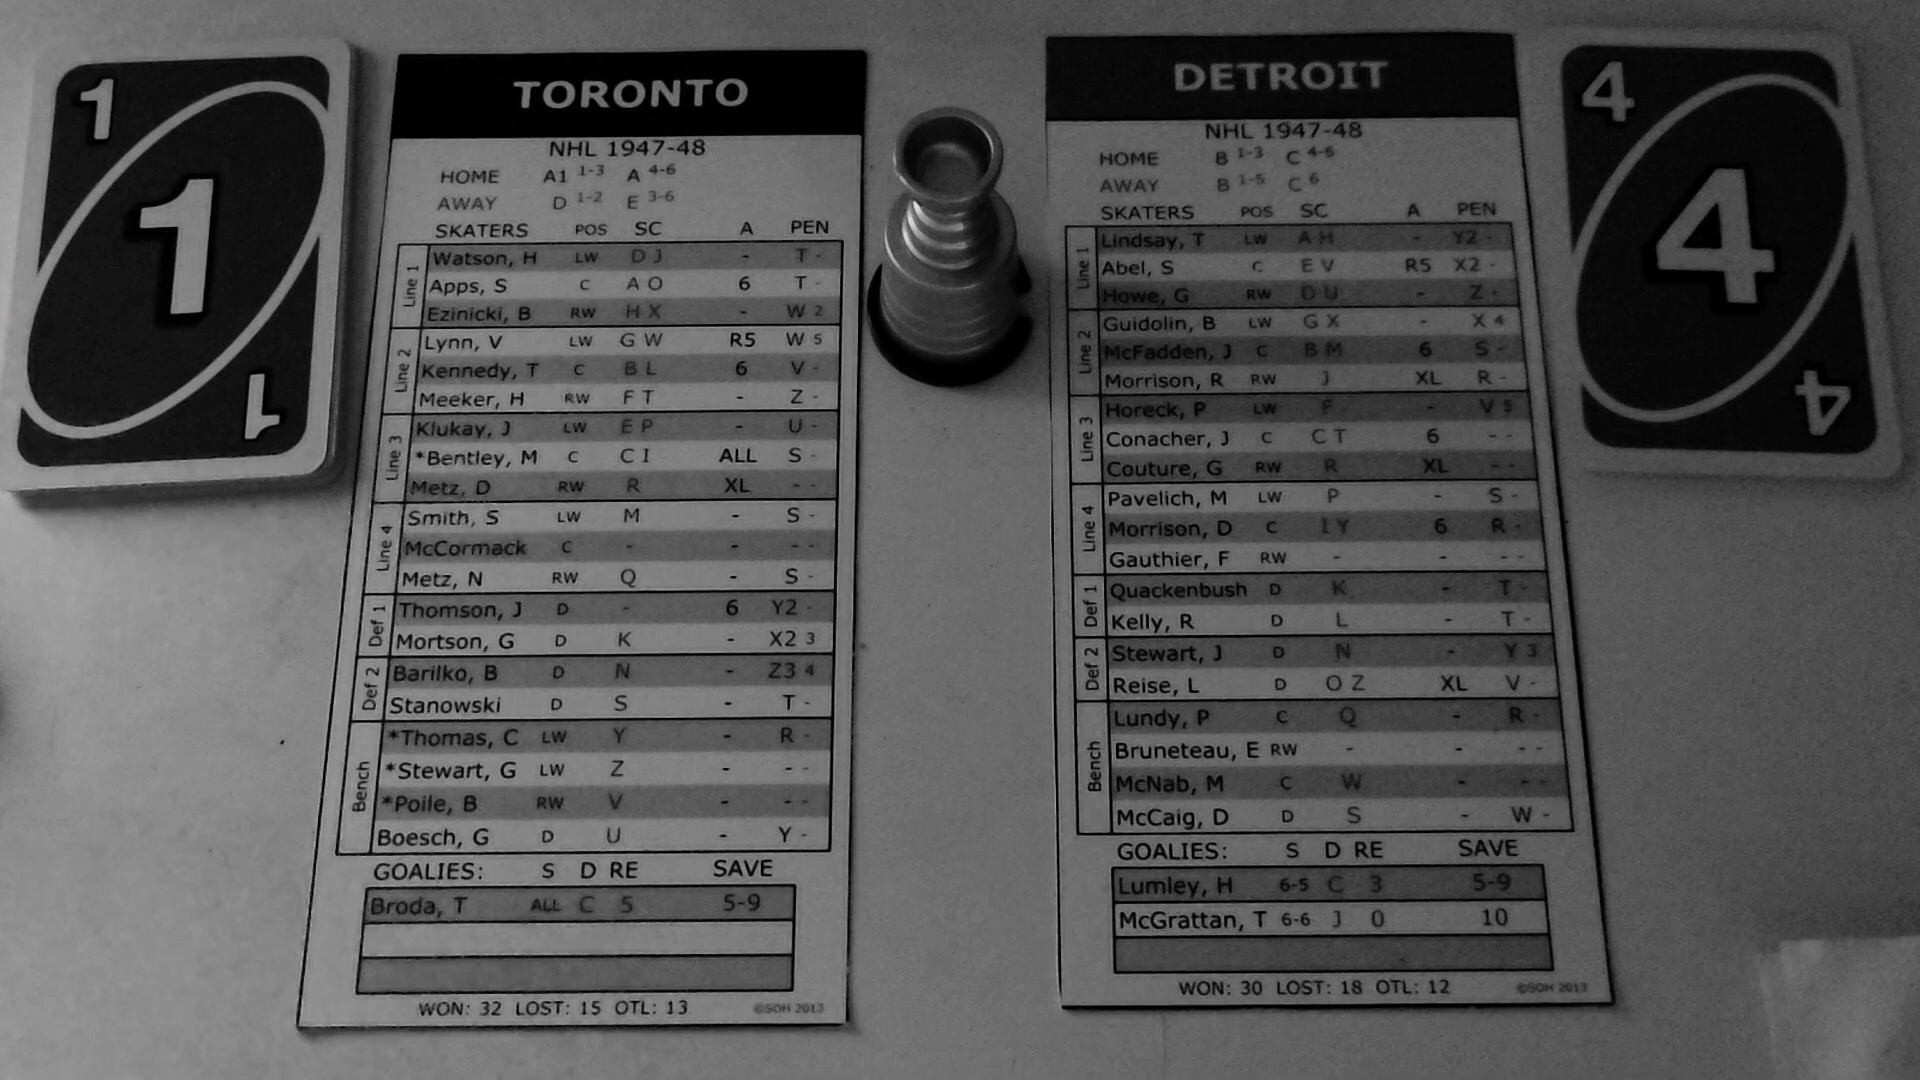 1
1
1
TORONTO
NHL 1947-48
HOME A1 1-3 A 4-6
AWAY D 1-2 E 3-6
SKATERS POS SC A PEN
Line 1
Watson, H LW D J - T -
Apps, S C A O 6 T -
Ezinicki, B RW H X - W 2
Line 2
Lynn, V LW G W R5 W 5
Kennedy, T C B L 6 V -
Meeker, H RW F T - Z -
Line 3
Klukay, J LW E P - U -
*Bentley, M C C I ALL S -
Metz, D RW R XL - -
Line 4
Smith, S LW M - S -
McCormack C - - - -
Metz, N RW Q - S -
Def 1
Thomson, J D - 6 Y2 -
Mortson, G D K - X2 3
Def 2
Barilko, B D N - Z3 4
Stanowski D S - T -
Bench
*Thomas, C LW Y - R -
*Stewart, G LW Z - - -
*Poile, B RW V - - -
Boesch, G D U - Y -
GOALIES: S D RE SAVE
Broda, T ALL C 5 5-9
WON: 32 LOST: 15 OTL: 13
©SOH 2013
DETROIT
NHL 1947-48
HOME B 1-3 C 4-6
AWAY B 1-5 C 6
SKATERS POS SC A PEN
Line 1
Lindsay, T LW A H - Y2 -
Abel, S C E V R5 X2 -
Howe, G RW D U - Z -
Line 2
Guidolin, B LW G X - X 4
McFadden, J C B M 6 S -
Morrison, R RW J XL R -
Line 3
Horeck, P LW F - V 5
Conacher, J C C T 6 - -
Couture, G RW R XL - -
Line 4
Pavelich, M LW P - S -
Morrison, D C I Y 6 R -
Gauthier, F RW - - - -
Def 1
Quackenbush D K - T -
Kelly, R D L - T -
Def 2
Stewart, J D N - Y 3
Reise, L D O Z XL V -
Bench
Lundy, P C Q - R -
Bruneteau, E RW - - - -
McNab, M C W - - -
McCaig, D D S - W -
GOALIES: S D RE SAVE
Lumley, H 6-5 C 3 5-9
McGrattan, T 6-6 J 0 10
WON: 30 LOST: 18 OTL: 12
©SOH 2013
4
4
4